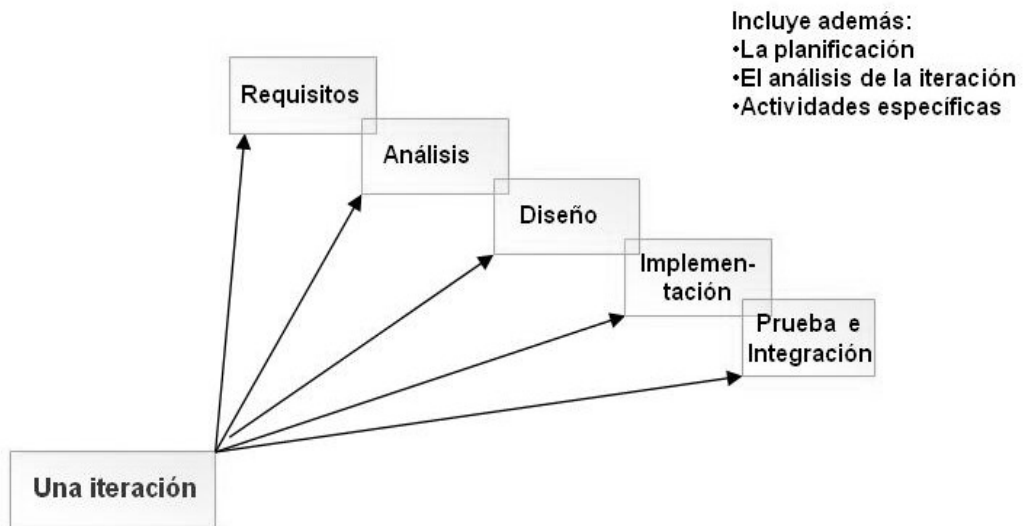 Incluye además:
•La planificación
•El análisis de la iteración
•Actividades específicas
Requisitos
Análisis
Diseño
Implemen-
tación
Prueba e
Integración
Una iteración